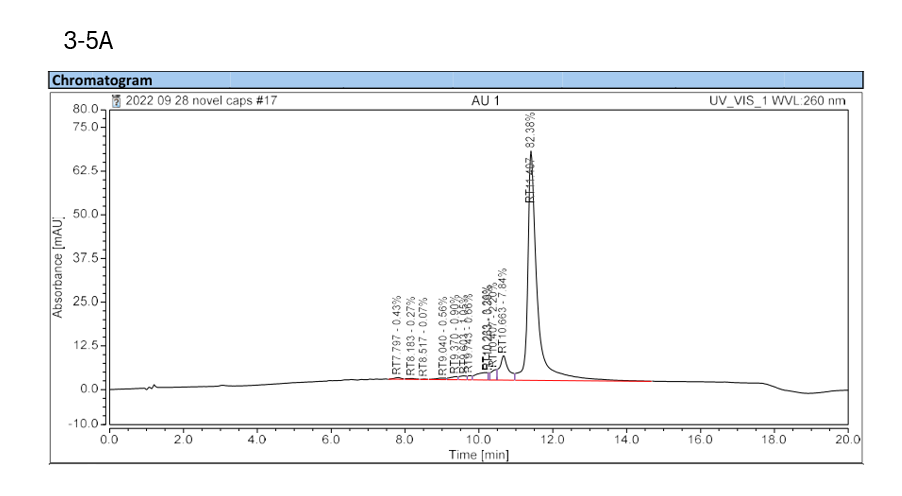 3-5A
Chromatogram
2022 09 28 novel caps #17
AU 1
UV_VIS_1 WVL:260 nm
Absorbance [mAU]
80.0
75.0
62.5
50.0
37.5
25.0
12.5
0.0
-10.0
RT7.797 - 0.43%
RT8.183 - 0.27%
RT8.517 - 0.07%
RT9.040 - 0.56%
RT9.370 - 0.90%
RT9.743 - 0.66%
RT10.663 - 7.84%
RT11.407 - 82.38%
0.0 2.0 4.0 6.0 8.0 10.0 12.0 14.0 16.0 18.0 20.0
Time [min]